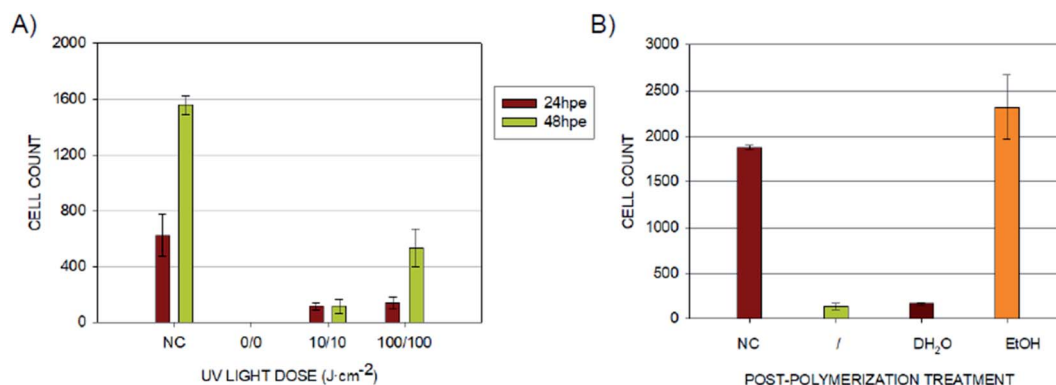 A)
2000
1600
1200
800
400
0
CELL COUNT
NC 0/0 10/10 100/100
UV LIGHT DOSE (J·cm⁻²)
24hpe
48hpe
B)
3000
2500
2000
1500
1000
500
0
CELL COUNT
NC / DH₂O EtOH
POST-POLYMERIZATION TREATMENT